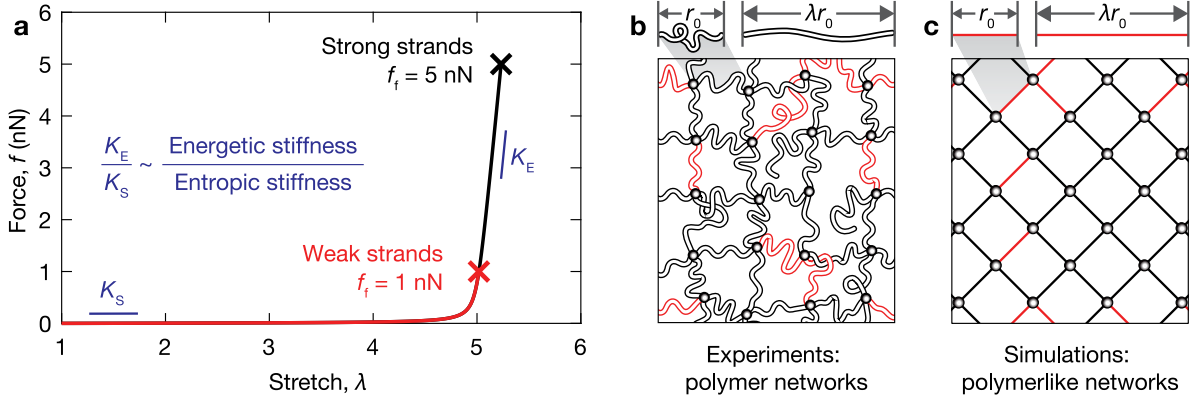 a
Force, f (nN)
6
5
4
3
2
1
0
1
2
3
4
5
6
Stretch, λ
Strong strands
f_f = 5 nN
K_E / K_S ~ Energetic stiffness / Entropic stiffness
K_E
Weak strands
f_f = 1 nN
K_S
b
r_0
λr_0
Experiments:
polymer networks
c
r_0
λr_0
Simulations:
polymerlike networks